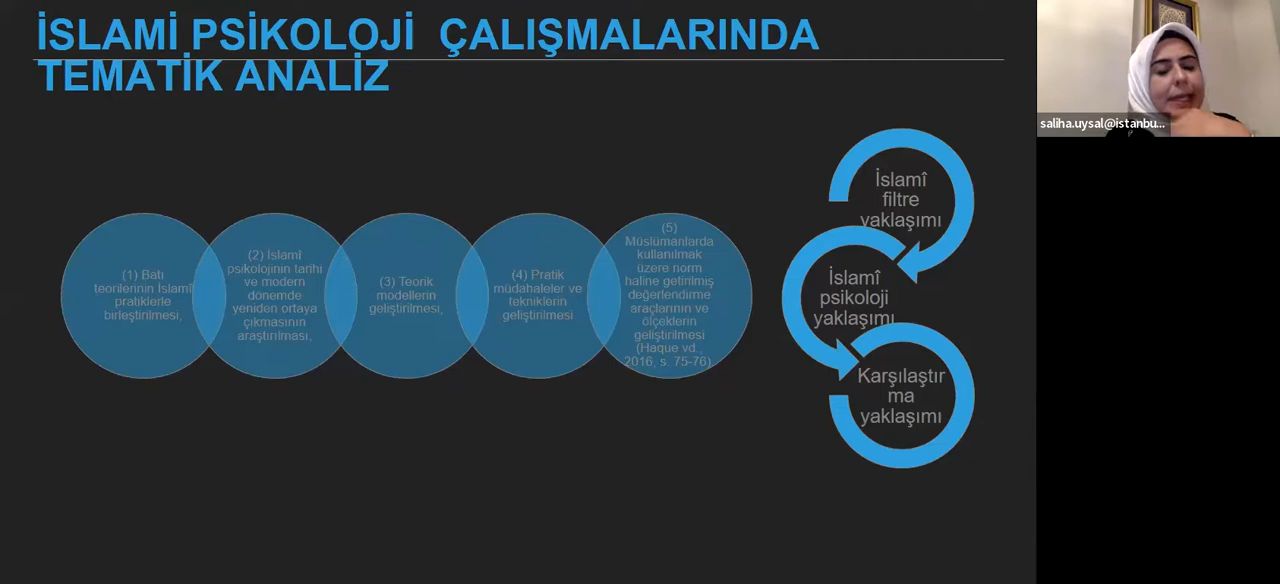 İSLAMİ PSİKOLOJİ ÇALIŞMALARINDA
TEMATİK ANALİZ
(1) Batı
teorilerinin İslamî
pratiklerle
birleştirilmesi,
(2) İslamî
psikolojinin tarihi
ve modern
dönemde
yeniden ortaya
çıkmasının
araştırılması,
(3) Teorik
modellerin
geliştirilmesi,
(4) Pratik
müdahaleler ve
tekniklerin
geliştirilmesi
(5)
Müslümanlarda
kullanılmak
üzere norm
haline getirilmiş
değerlendirme
araçlarının ve
ölçeklerin
geliştirilmesi
(Haque vd.,
2016, s. 75-76)
İslamî
filtre
yaklaşımı
İslamî
psikoloji
yaklaşımı
Karşılaştır
ma
yaklaşımı
saliha.uysal@istanbu...